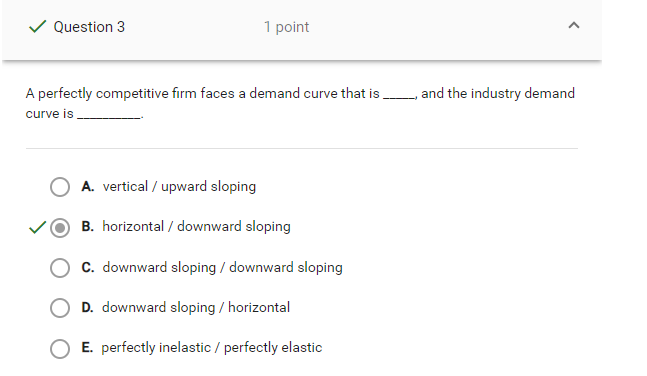 Question 3 1 point
A perfectly competitive firm faces a demand curve that is _____, and the industry demand
curve is __________.
A. vertical / upward sloping
B. horizontal / downward sloping
C. downward sloping / downward sloping
D. downward sloping / horizontal
E. perfectly inelastic / perfectly elastic